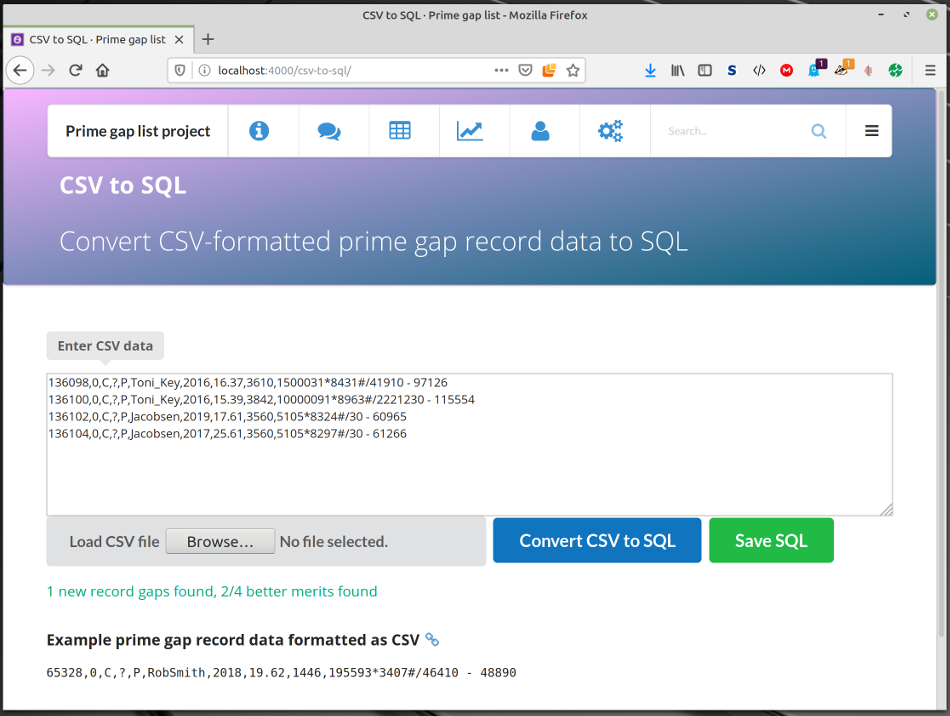 CSV to SQL · Prime gap list - Mozilla Firefox
CSV to SQL · Prime gap list
localhost:4000/csv-to-sql/
S
M
1
1
Prime gap list project
Search...
CSV to SQL
Convert CSV-formatted prime gap record data to SQL
Enter CSV data
136098,0,C,?,P,Toni_Key,2016,16.37,3610,1500031*8431#/41910 - 97126
136100,0,C,?,P,Toni_Key,2016,15.39,3842,10000091*8963#/2221230 - 115554
136102,0,C,?,P,Jacobsen,2019,17.61,3560,5105*8324#/30 - 60965
136104,0,C,?,P,Jacobsen,2017,25.61,3560,5105*8297#/30 - 61266
Load CSV file Browse... No file selected. Convert CSV to SQL Save SQL
1 new record gaps found, 2/4 better merits found
Example prime gap record data formatted as CSV
65328,0,C,?,P,RobSmith,2018,19.62,1446,195593*3407#/46410 - 48890